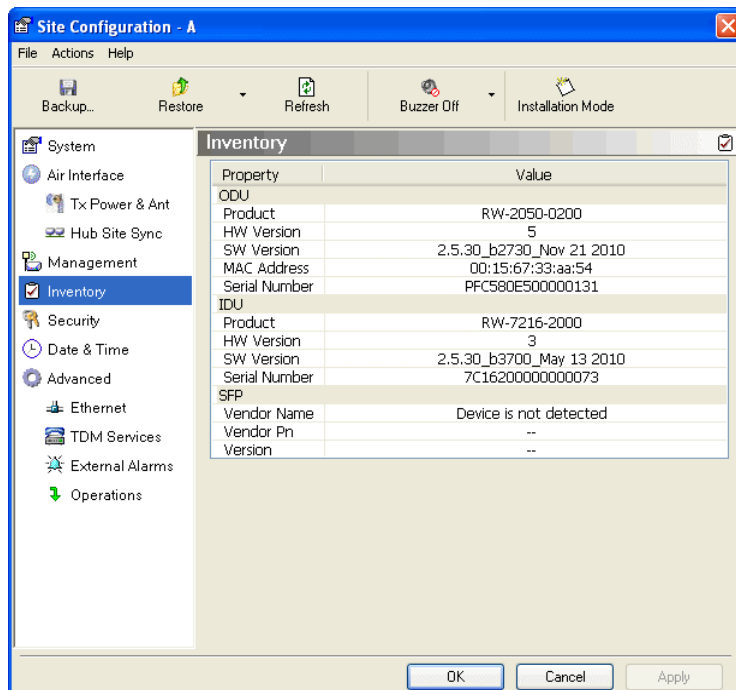 Site Configuration - A
File Actions Help
Backup... Restore Refresh Buzzer Off Installation Mode
System
Air Interface
Tx Power & Ant
Hub Site Sync
Management
Inventory
Security
Date & Time
Advanced
Ethernet
TDM Services
External Alarms
Operations
Inventory
Property Value
ODU
Product RW-2050-0200
HW Version 5
SW Version 2.5.30_b2730_Nov 21 2010
MAC Address 00:15:67:33:aa:54
Serial Number PFC580E500000131
IDU
Product RW-7216-2000
HW Version 3
SW Version 2.5.30_b3700_May 13 2010
Serial Number 7C16200000000073
SFP
Vendor Name Device is not detected
Vendor Pn --
Version --
OK Cancel Apply